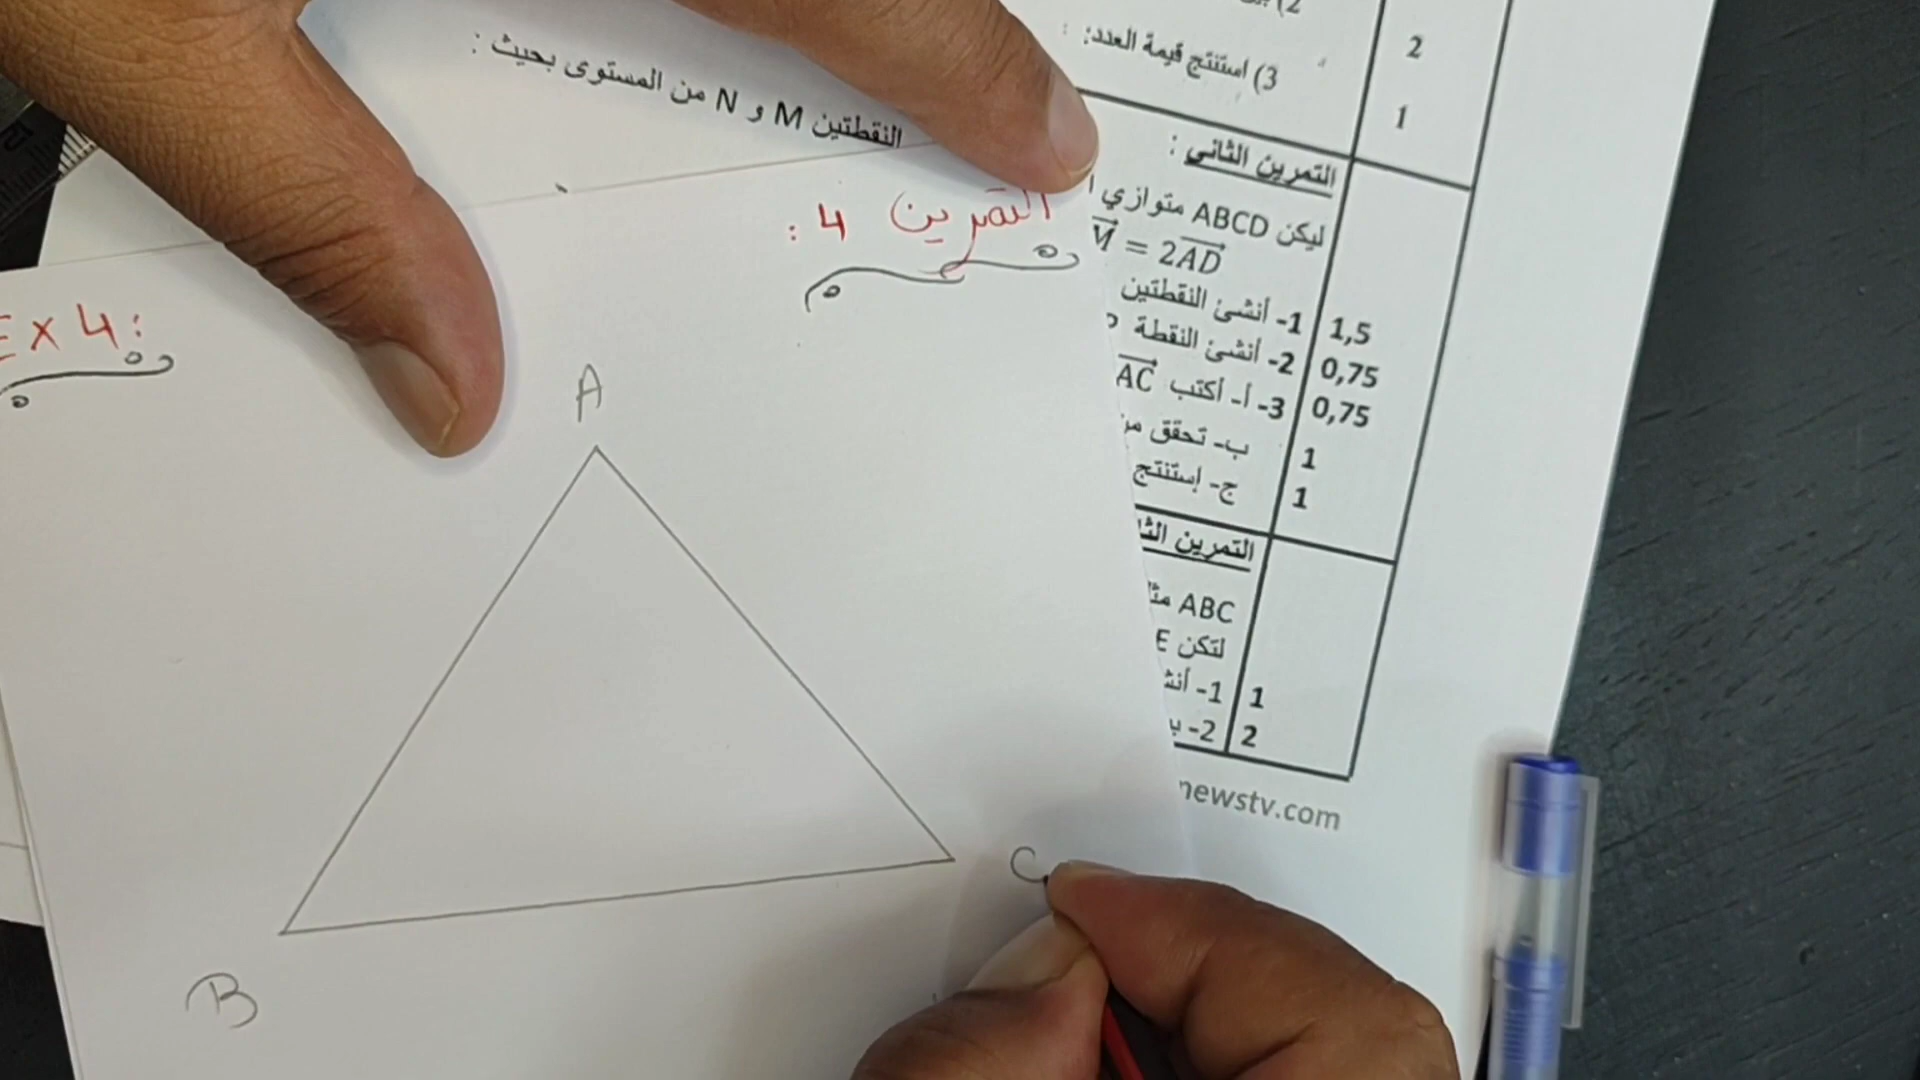 النقطتين M و N من المستوى بحيث :
2
3) استنتج قيمة العدد:
1
التمرين الثاني :
ليكن ABCD متوازي
= 2AD
1- أنشئ النقطتين
1,5
2- أنشئ النقطة
0,75
3- أ- أكتب AC
0,75
ب- تحقق
1
ج- إستنتج
1
التمرين
ABC
لتكن E
1-
1
2-
2
newstv.com
التمرين 4 :
Ex 4 :
A
B
C